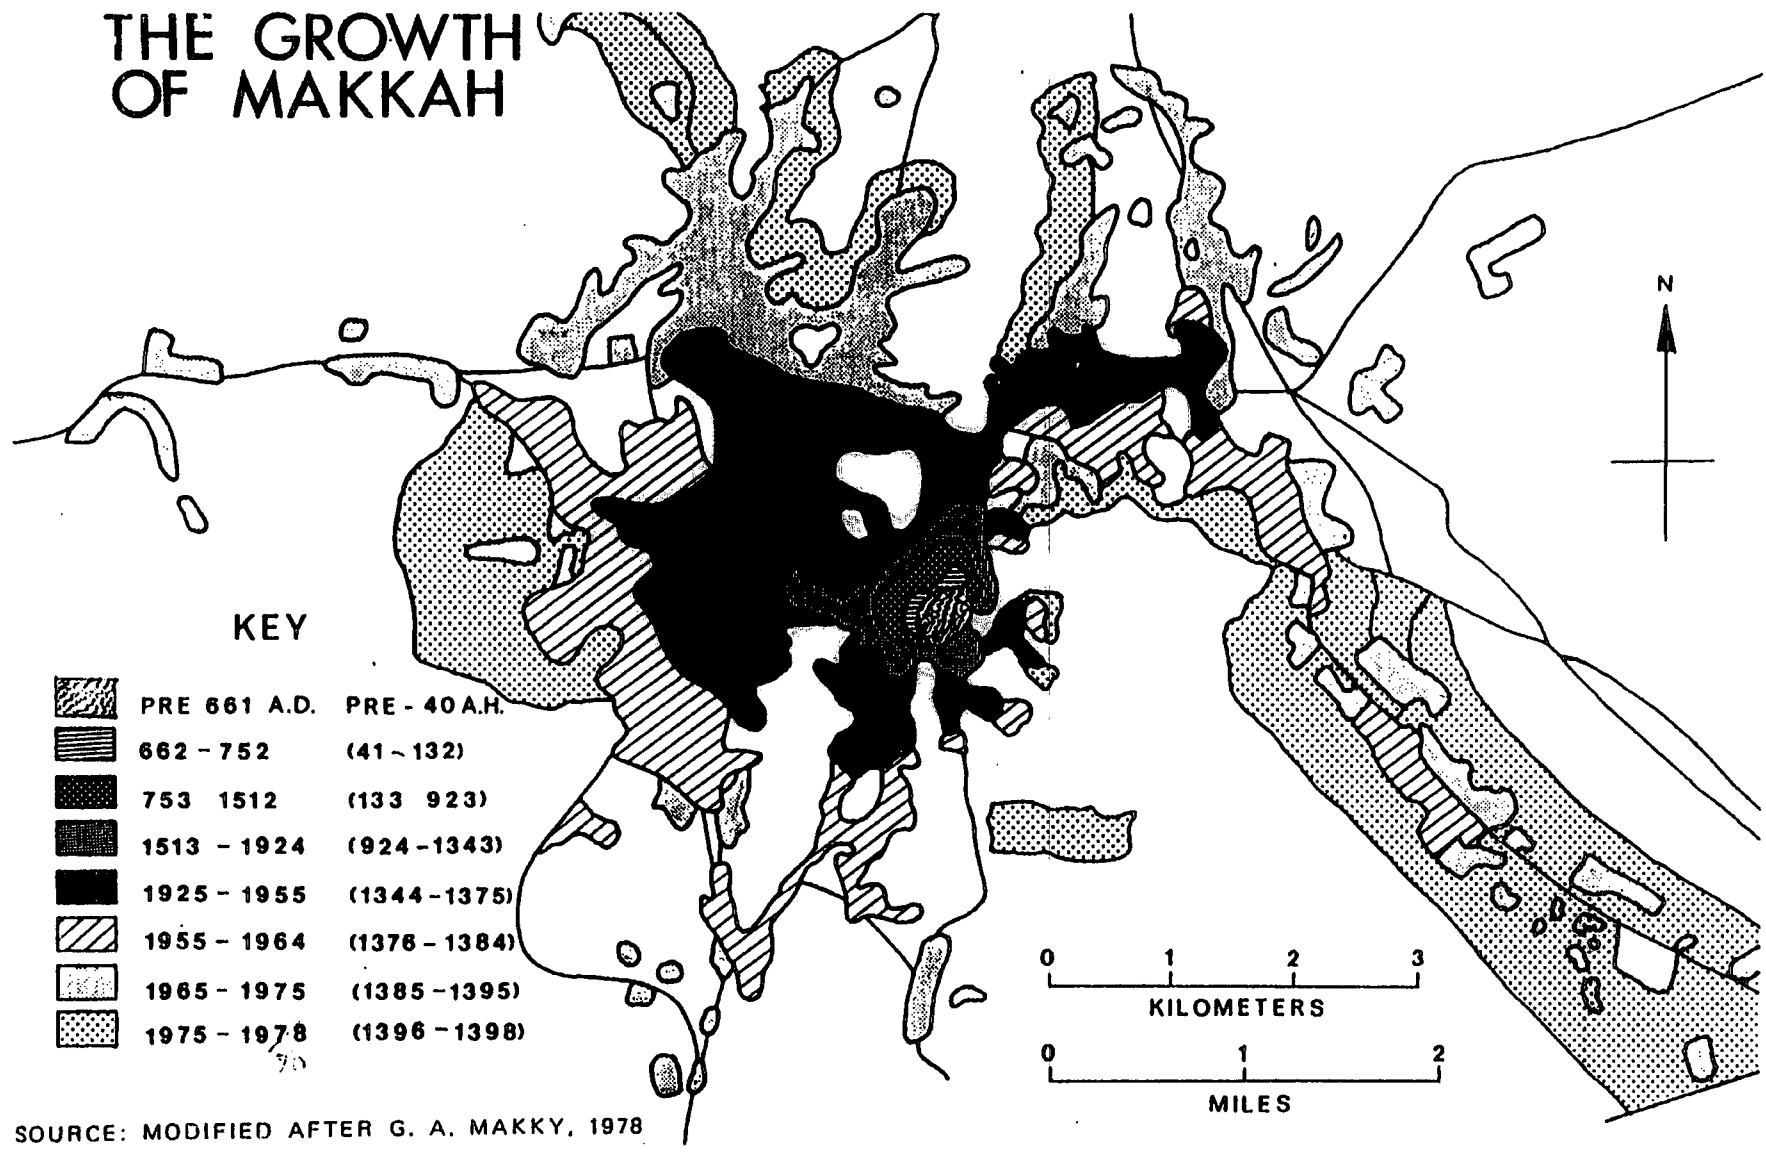 THE GROWTH
OF MAKKAH
N
KEY
PRE 661 A.D. PRE - 40 A.H.
662 - 752 (41 - 132)
753 1512 (133 923)
1513 - 1924 (924 - 1343)
1925 - 1955 (1344 - 1375)
1955 - 1964 (1376 - 1384)
1965 - 1975 (1385 - 1395)
1975 - 1978 (1396 - 1398)
0 1 2 3
KILOMETERS
0 1 2
MILES
SOURCE: MODIFIED AFTER G. A. MAKKY, 1978